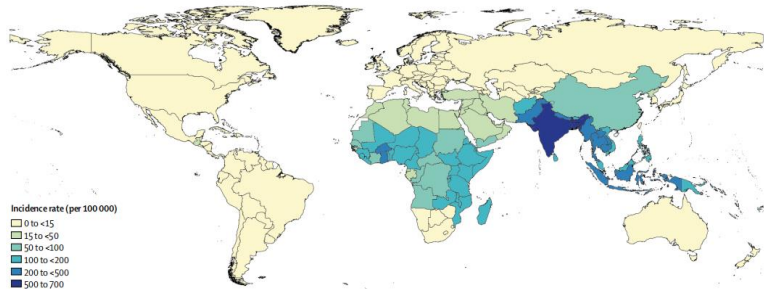 Incidence rate (per 100 000)
0 to <15
15 to <50
50 to <100
100 to <200
200 to <500
500 to 700